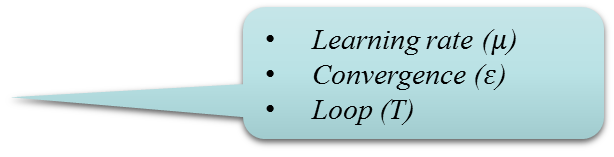 • Learning rate (μ)
• Convergence (ε)
• Loop (T)